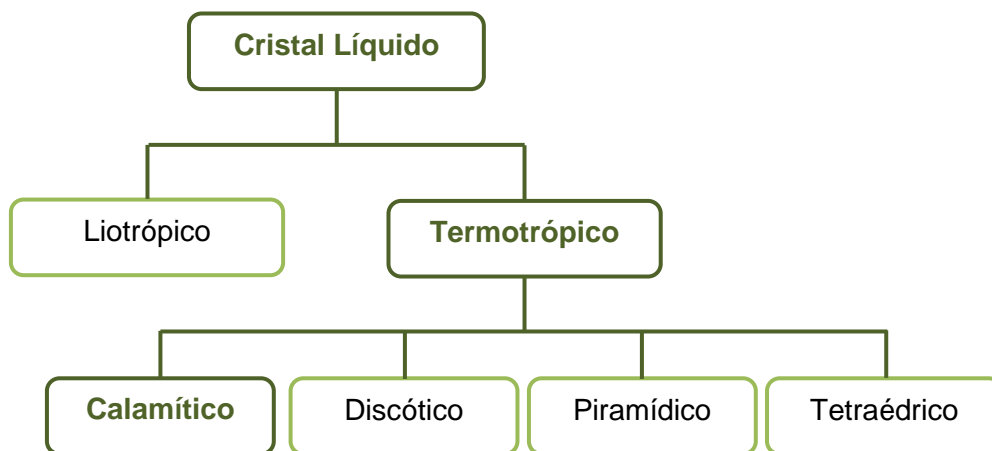 Cristal Líquido
Liotrópico
Termotrópico
Calamítico
Discótico
Piramídico
Tetraédrico